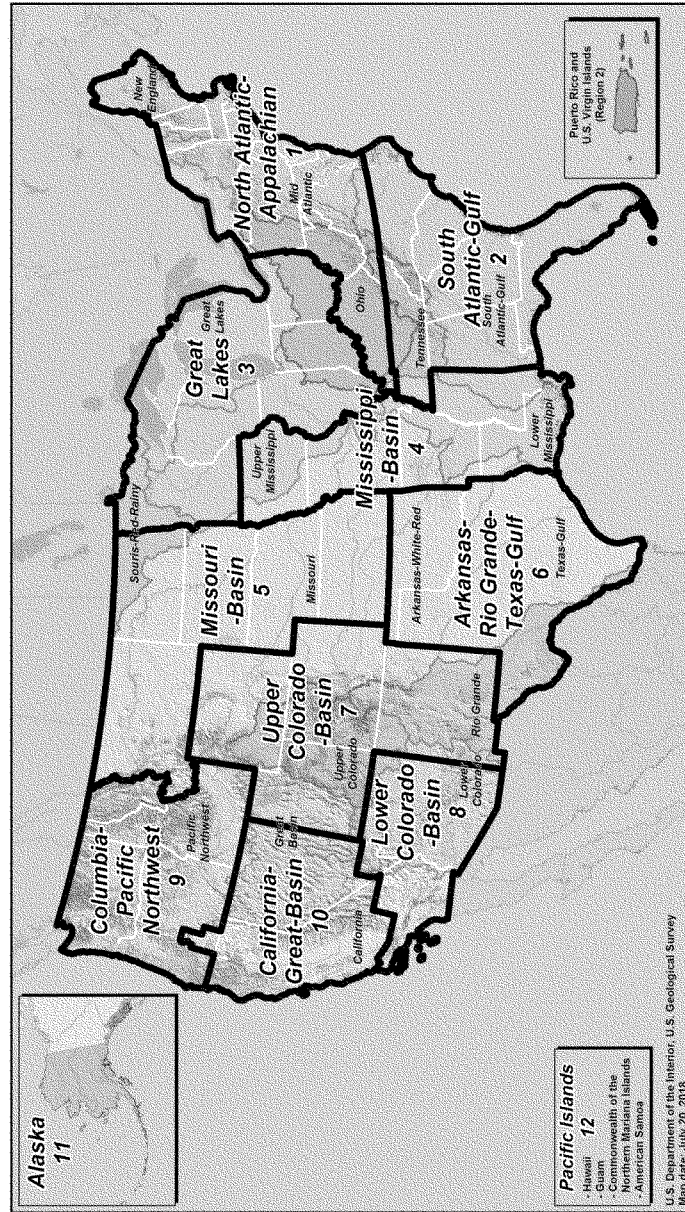 Alaska
11
Columbia-
Pacific
Northwest
9
Pacific
Northwest
California-
Great-Basin
10
Great
Basin
California
Upper
Colorado
-Basin
7
Upper
Colorado
Rio Grande
Lower
Colorado
-Basin
8
Lower
Colorado
Souris-Red-Rainy
Missouri
-Basin
5
Missouri
Arkansas-White-Red
Arkansas-
Rio Grande-
Texas-Gulf
6
Texas-Gulf
Great
Lakes
3
Great
Lakes
Upper
Mississippi
Mississippi
-Basin
4
Lower
Mississippi
New
England
North Atlantic-
Appalachian
1
Mid
Atlantic
Ohio
Tennessee
South
Atlantic-Gulf
2
South
Atlantic-Gulf
Pacific Islands
12
- Hawaii
- Guam
- Commonwealth of the
Northern Mariana Islands
- American Samoa
Puerto Rico and
U.S. Virgin Islands
(Region 2)
U.S. Department of the Interior, U.S. Geological Survey
Map date: July 20, 2018